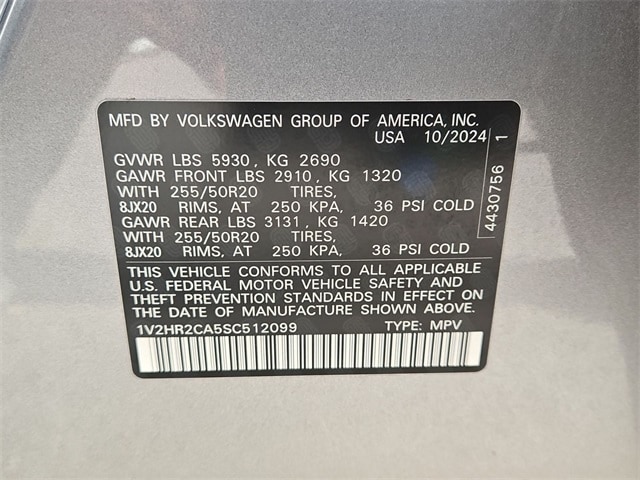 MFD BY VOLKSWAGEN GROUP OF AMERICA, INC.
USA 10/2024
GVWR LBS 5930, KG 2690
GAWR FRONT LBS 2910, KG 1320
WITH 255/50R20 TIRES,
8JX20 RIMS, AT 250 KPA, 36 PSI COLD
GAWR REAR LBS 3131, KG 1420
WITH 255/50R20 TIRES,
8JX20 RIMS, AT 250 KPA, 36 PSI COLD
THIS VEHICLE CONFORMS TO ALL APPLICABLE
U.S. FEDERAL MOTOR VEHICLE SAFETY AND
THEFT PREVENTION STANDARDS IN EFFECT ON
THE DATE OF MANUFACTURE SHOWN ABOVE.
1V2HR2CA5SC512099 TYPE: MPV
4430756 1